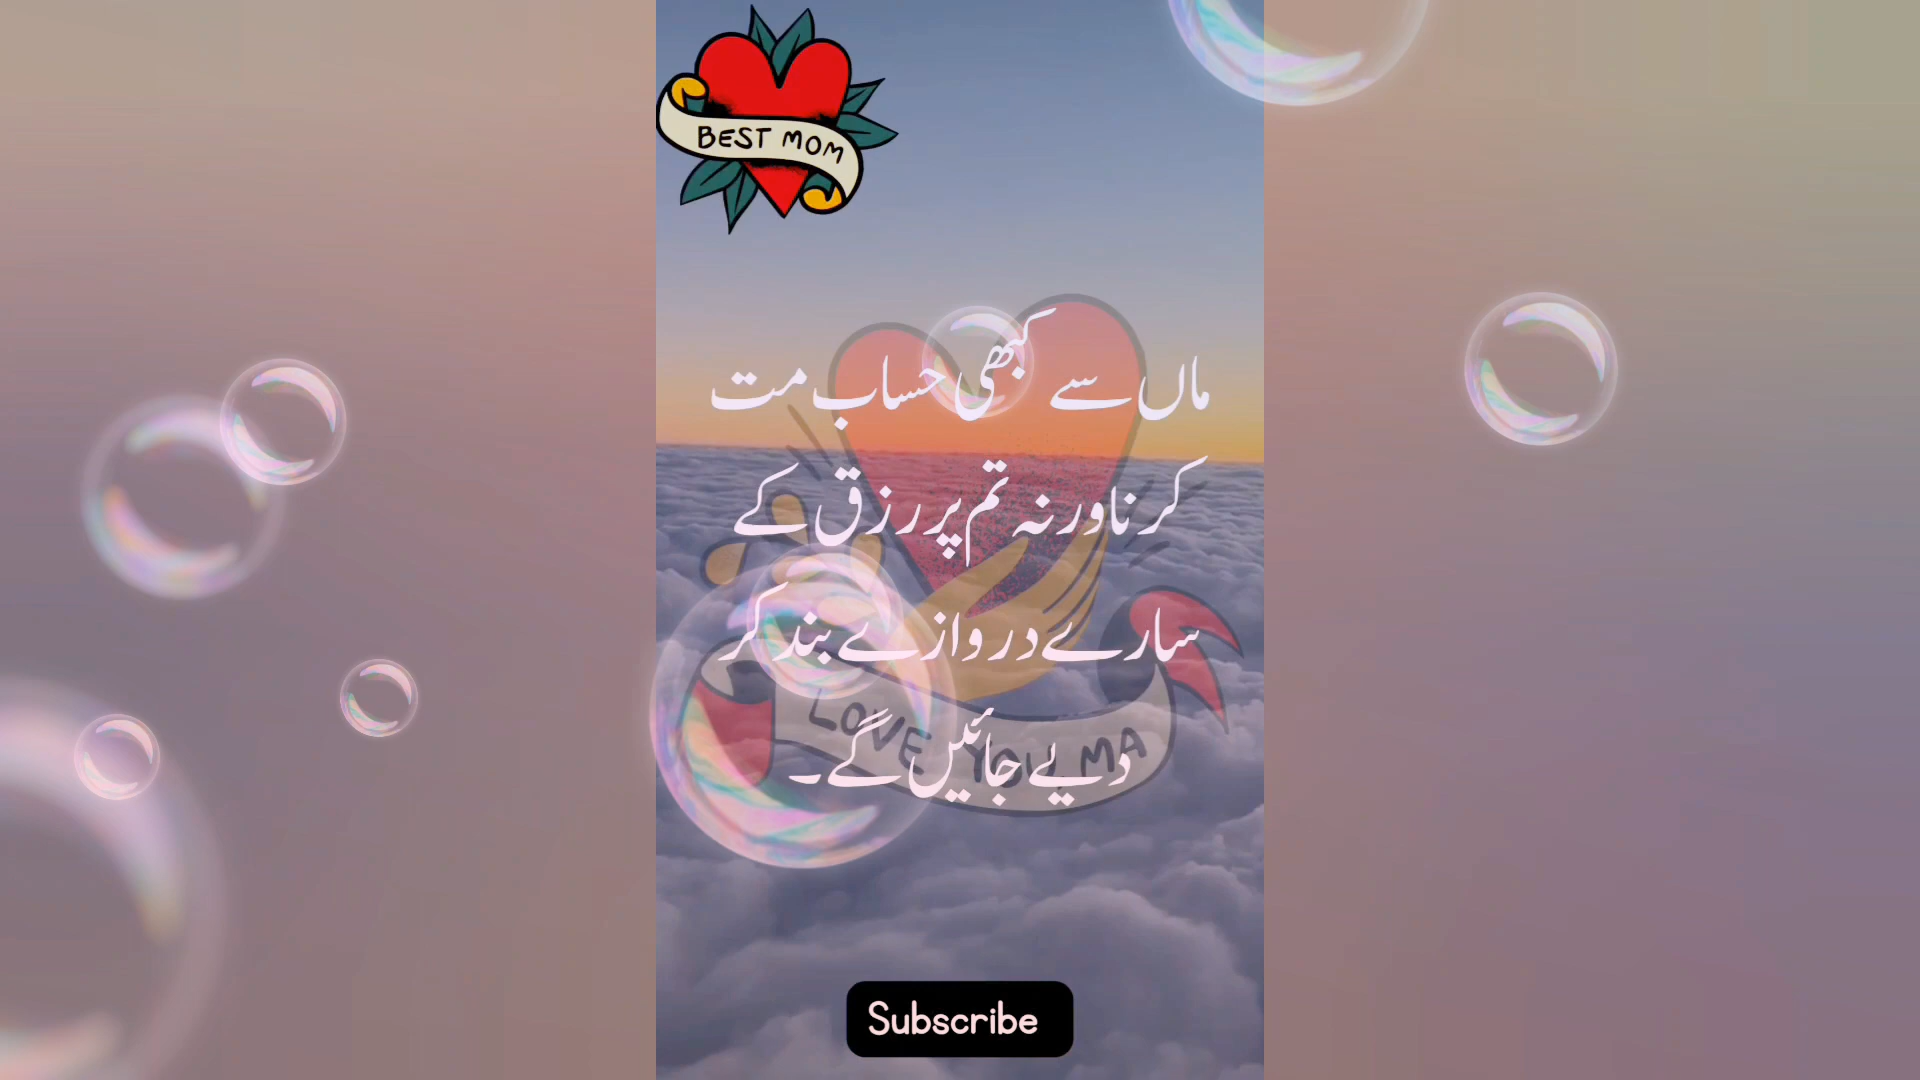 BEST MOM
ماں سے کبھی حساب مت
کرنا ورنہ تم پر رزق کے
سارے دروازے بند کر
دیے جائیں گے۔
LOVE YOU MA
Subscribe